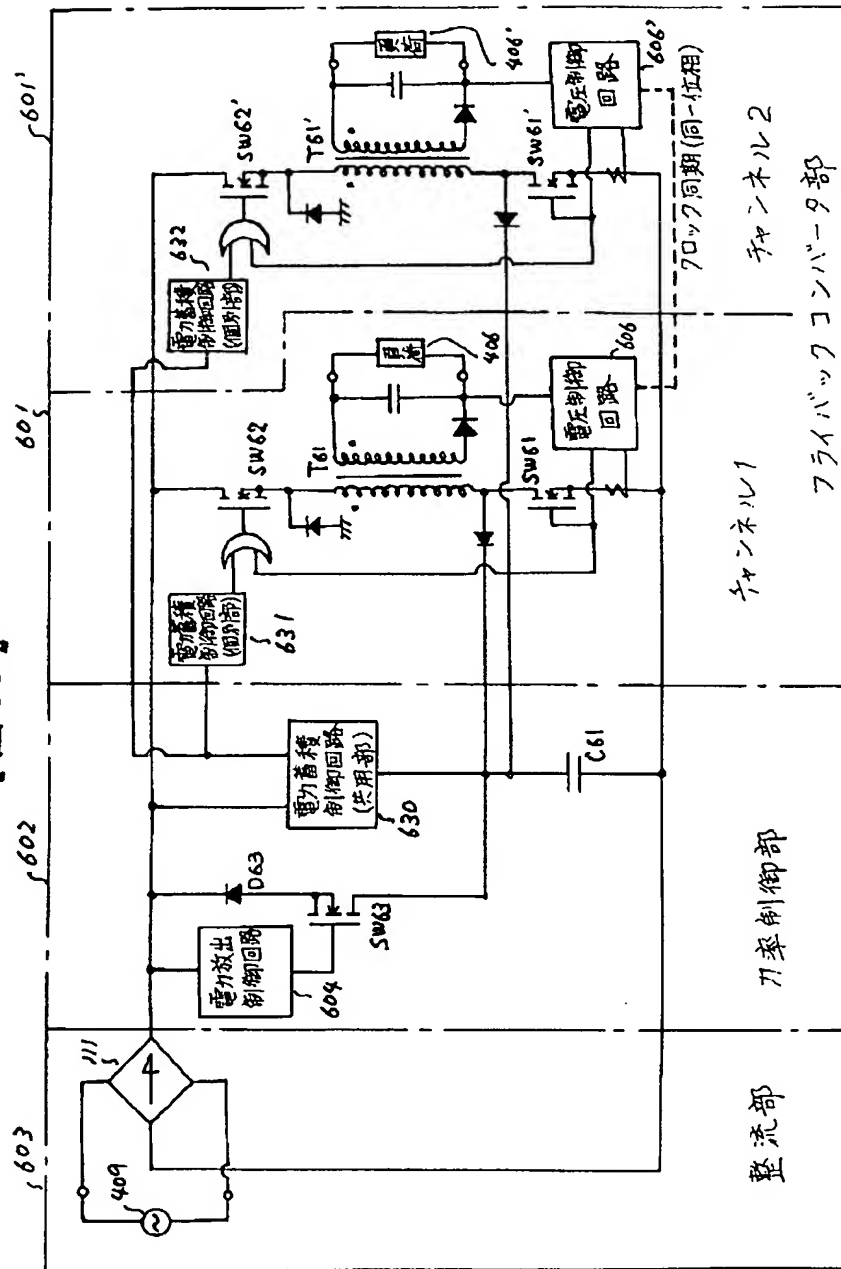 603
602
601
601'
409
111
電力放出
制御回路
604
D63
SW63
電力蓄積
制御回路
(共用部)
630
C61
電力蓄積
制御回路
(個別部)
631
SW62
T61
負荷
406
SW61
電圧制御
回路
606
電力蓄積
制御回路
(個別部)
632
SW62'
T61'
負荷
406'
SW61'
電圧制御
回路
606'
クロック同期(同一位相)
チャンネル1
チャンネル2
整流部
力率制御部
フライバックコンバータ部